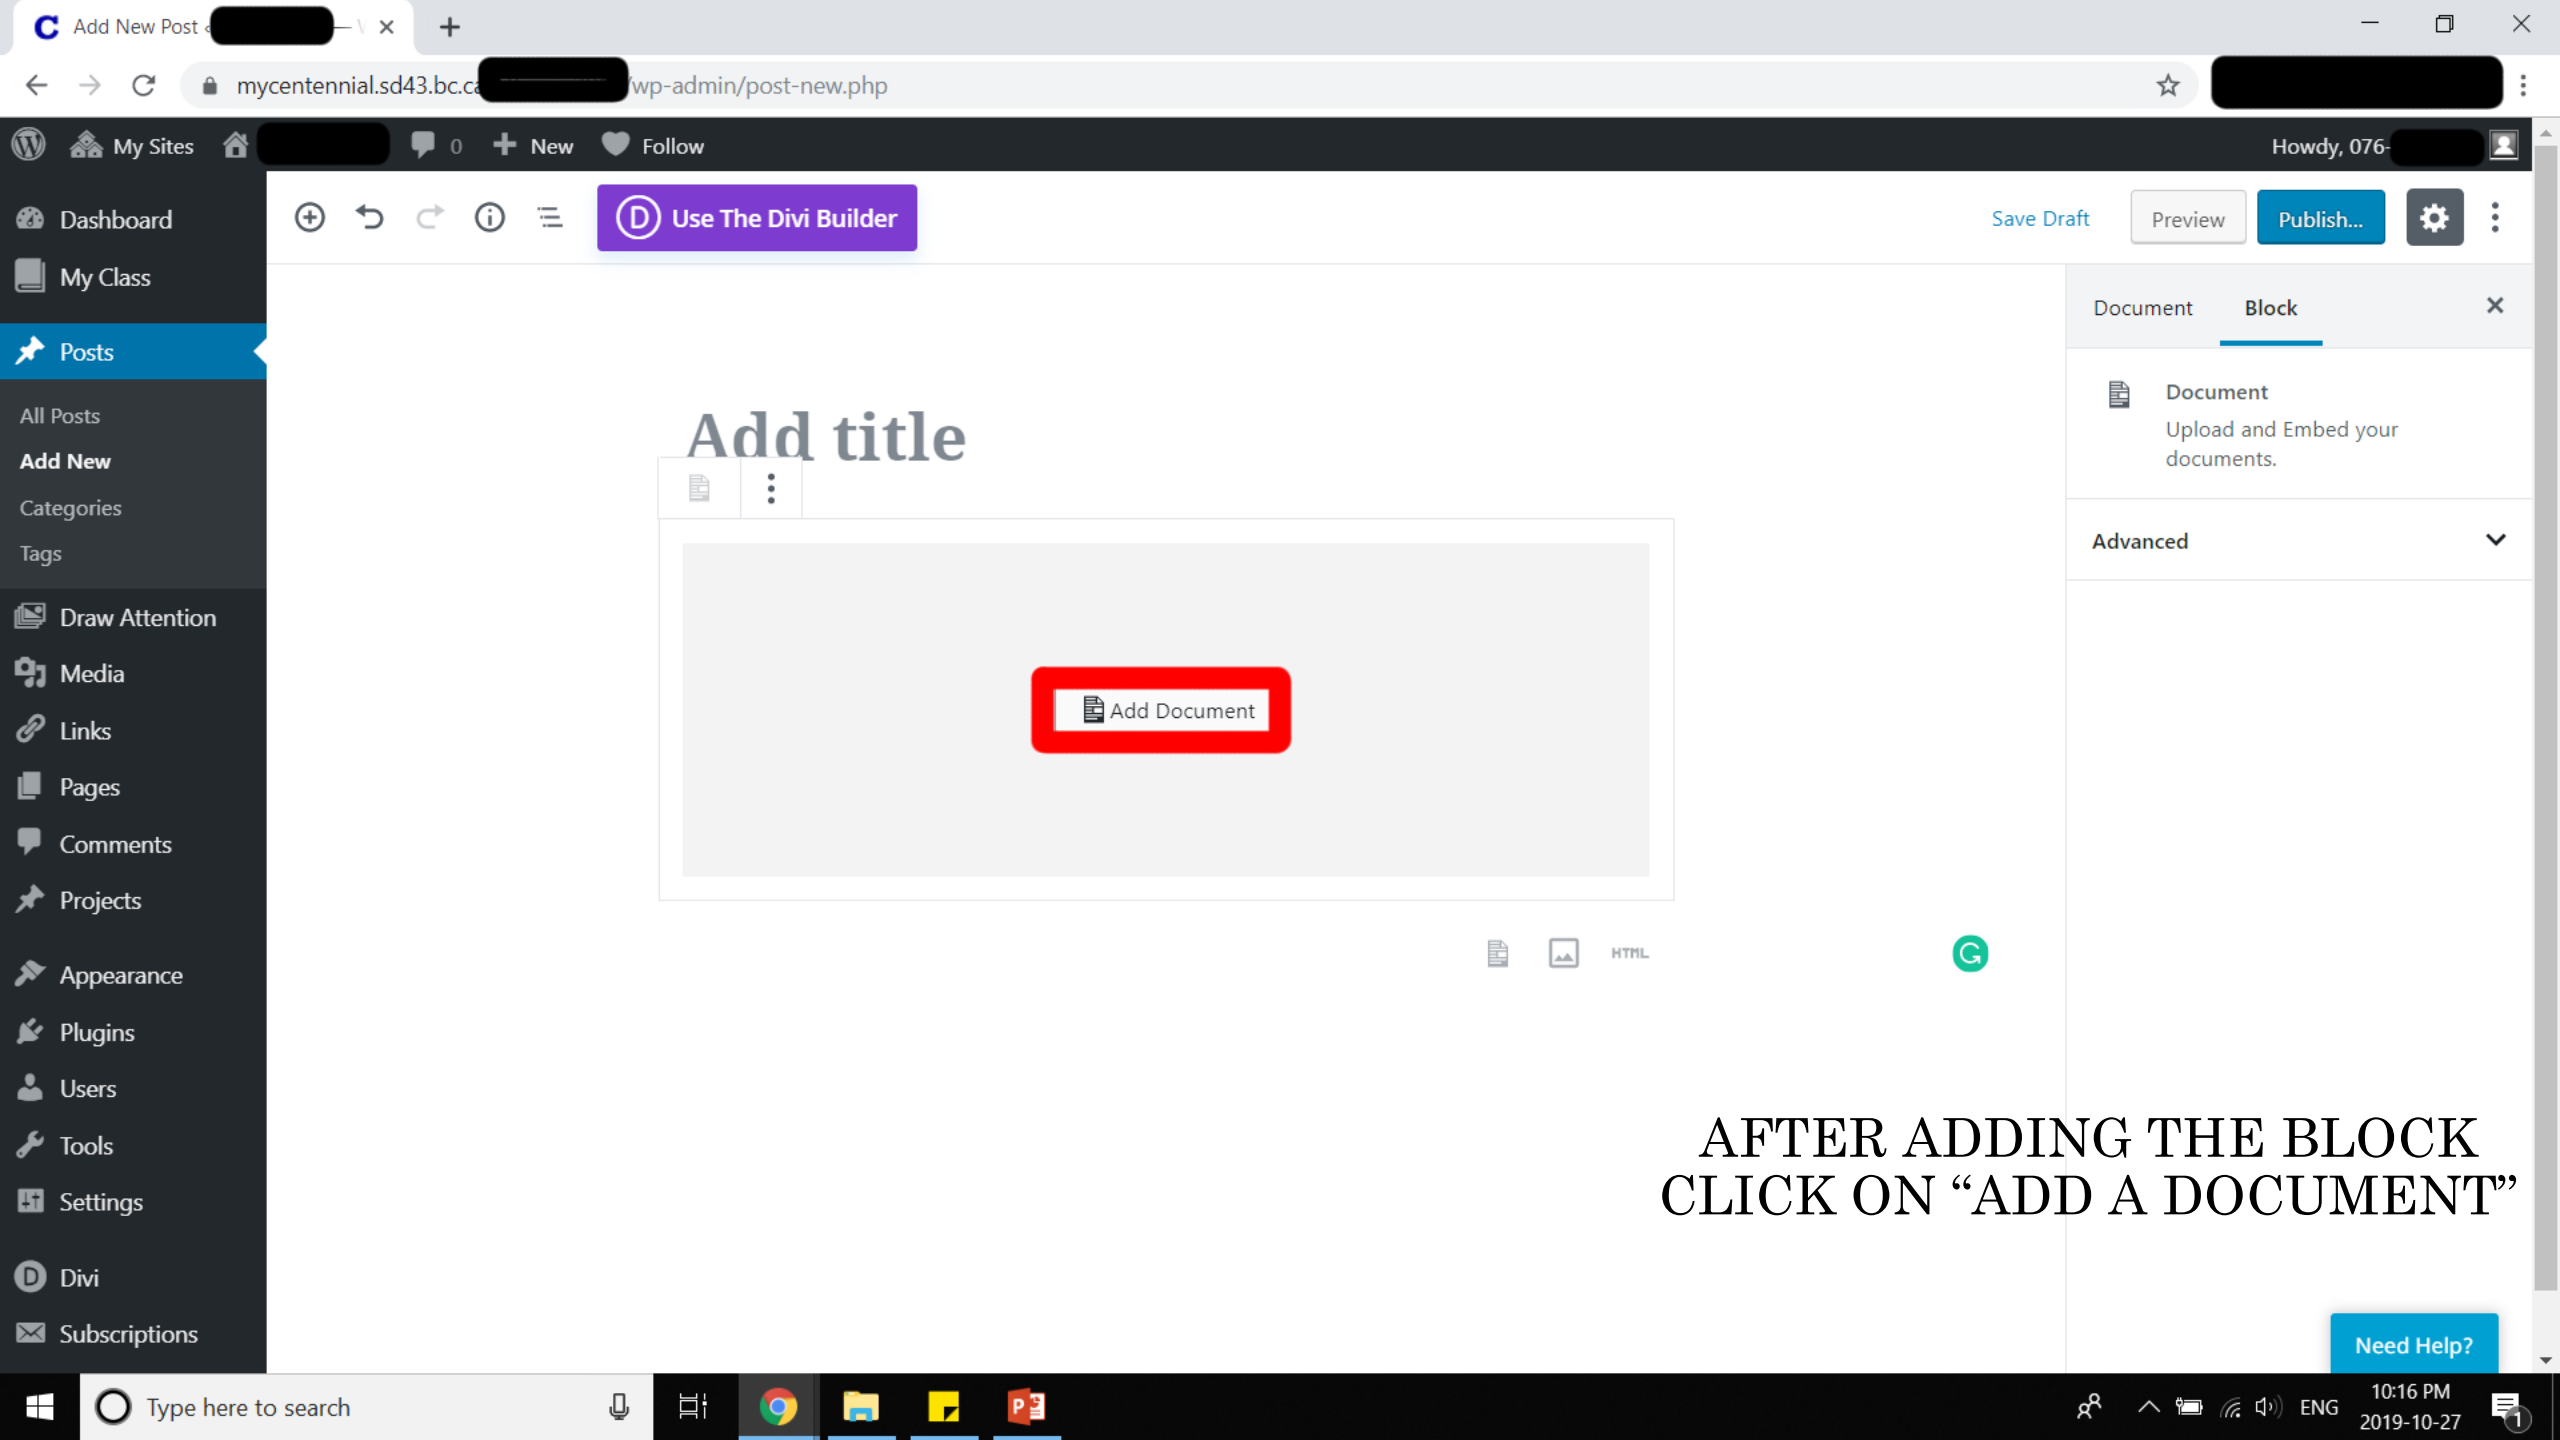 Add New Post ‹
mycentennial.sd43.bc.ca
/wp-admin/post-new.php
My Sites
0
New
Follow
Howdy, 076-
Dashboard
My Class
Posts
All Posts
Add New
Categories
Tags
Draw Attention
Media
Links
Pages
Comments
Projects
Appearance
Plugins
Users
Tools
Settings
Divi
Subscriptions
D Use The Divi Builder
Save Draft
Preview
Publish...
Add title
Add Document
HTML
Document
Block
Document
Upload and Embed your
documents.
Advanced
AFTER ADDING THE BLOCK
CLICK ON “ADD A DOCUMENT”
Need Help?
Type here to search
ENG
10:16 PM
2019-10-27
1